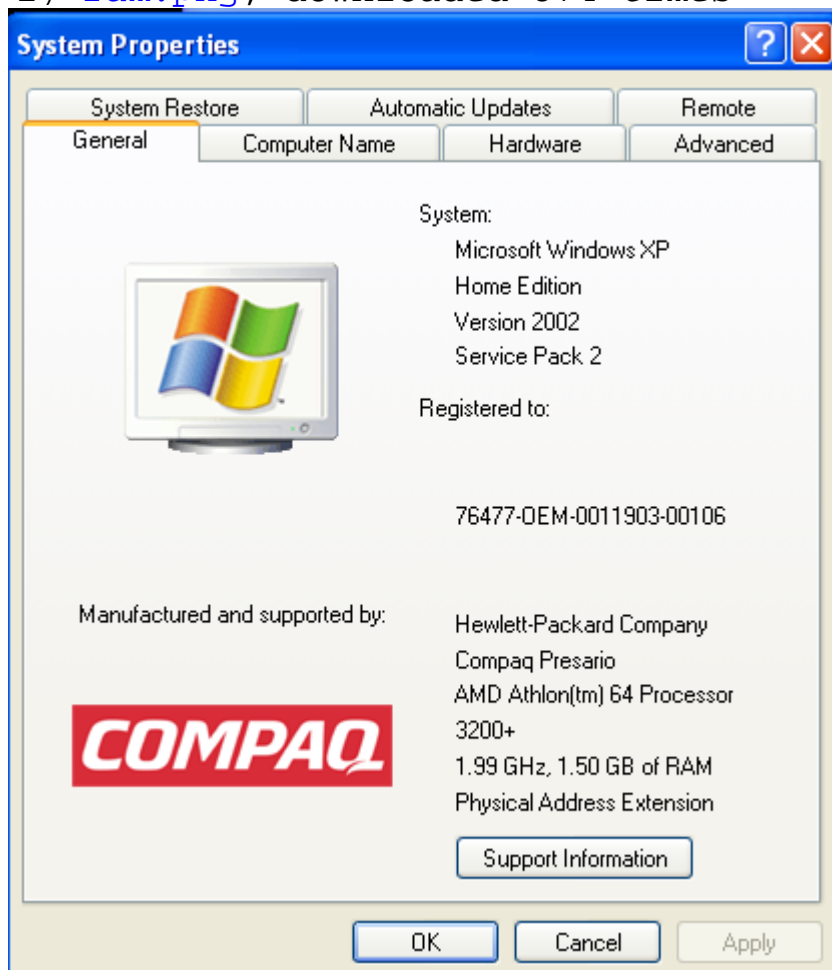 System Properties
System Restore
Automatic Updates
Remote
General
Computer Name
Hardware
Advanced
System:
Microsoft Windows XP
Home Edition
Version 2002
Service Pack 2
Registered to:
76477-OEM-0011903-00106
Manufactured and supported by:
Hewlett-Packard Company
Compaq Presario
AMD Athlon(tm) 64 Processor
3200+
1.99 GHz, 1.50 GB of RAM
Physical Address Extension
COMPAQ
Support Information
OK
Cancel
Apply